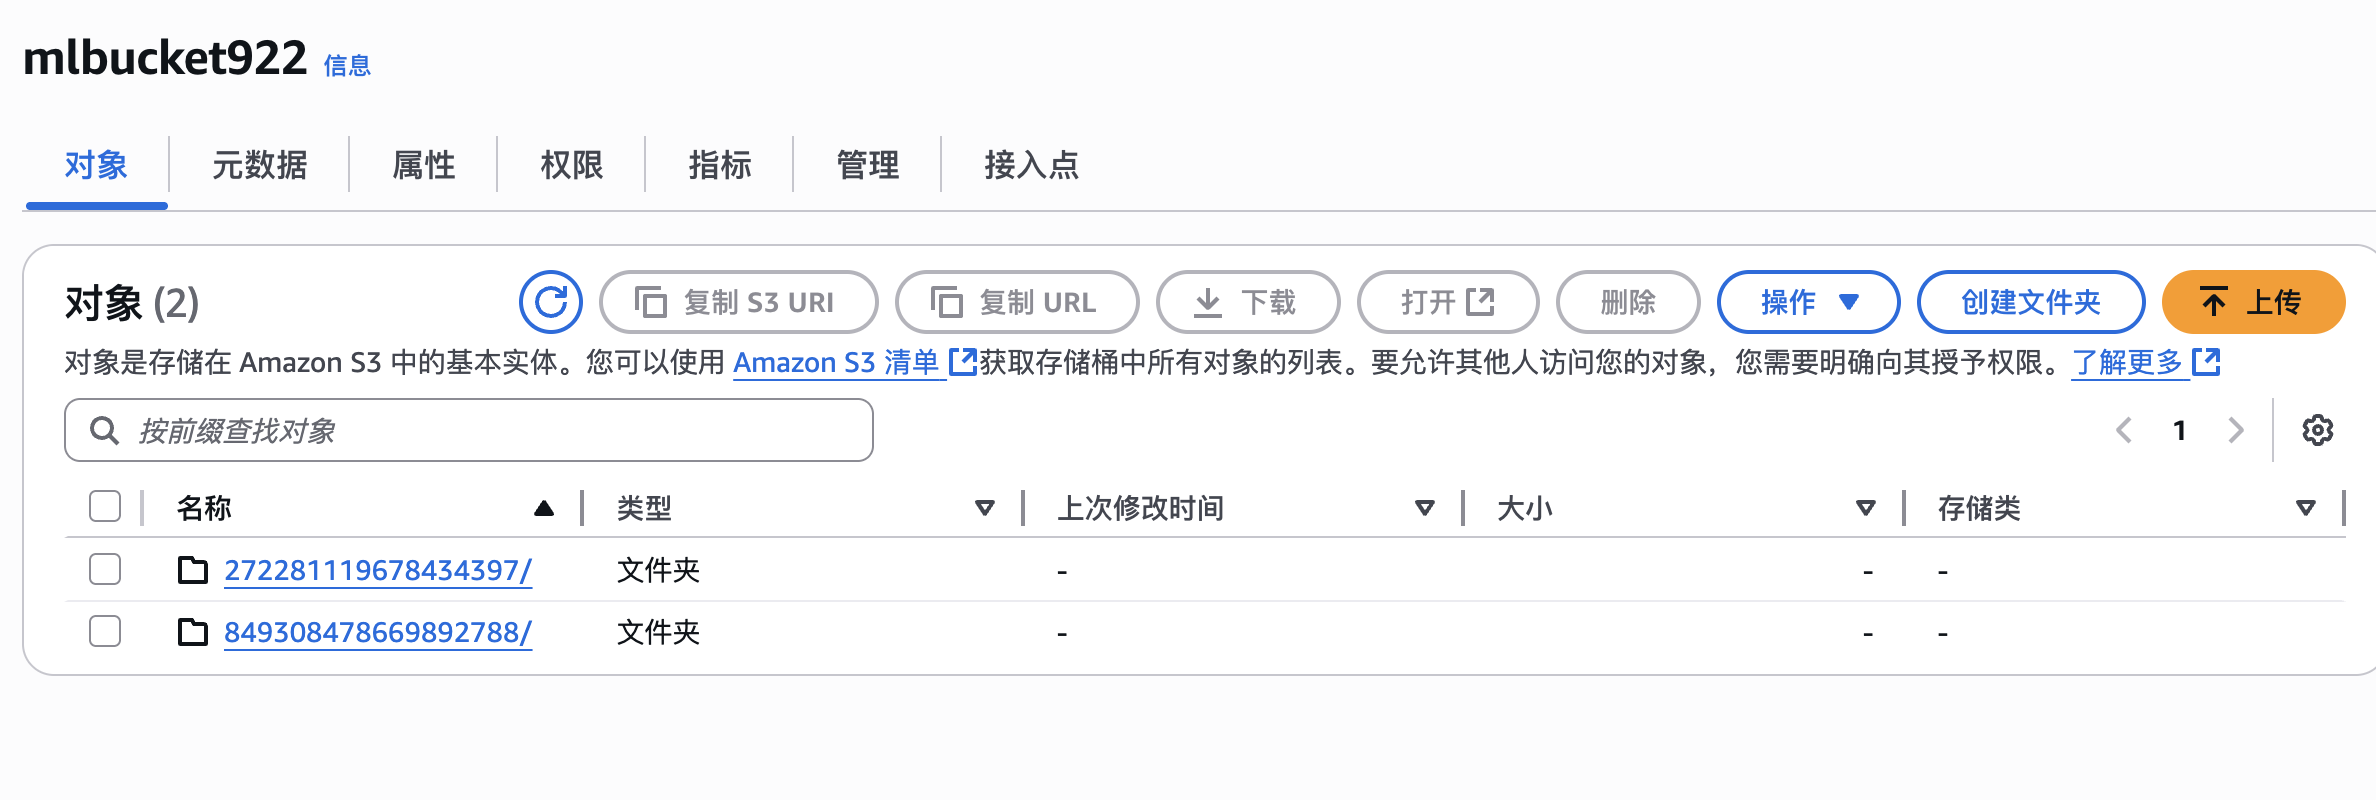 mlbucket922 信息
对象 元数据 属性 权限 指标 管理 接入点
对象 (2) 复制 S3 URI 复制 URL 下载 打开 删除 操作 创建文件夹 上传
对象是存储在 Amazon S3 中的基本实体。您可以使用 Amazon S3 清单 获取存储桶中所有对象的列表。要允许其他人访问您的对象，您需要明确向其授予权限。了解更多
按前缀查找对象 1
名称 类型 上次修改时间 大小 存储类
272281119678434397/ 文件夹 - - -
849308478669892788/ 文件夹 - - -